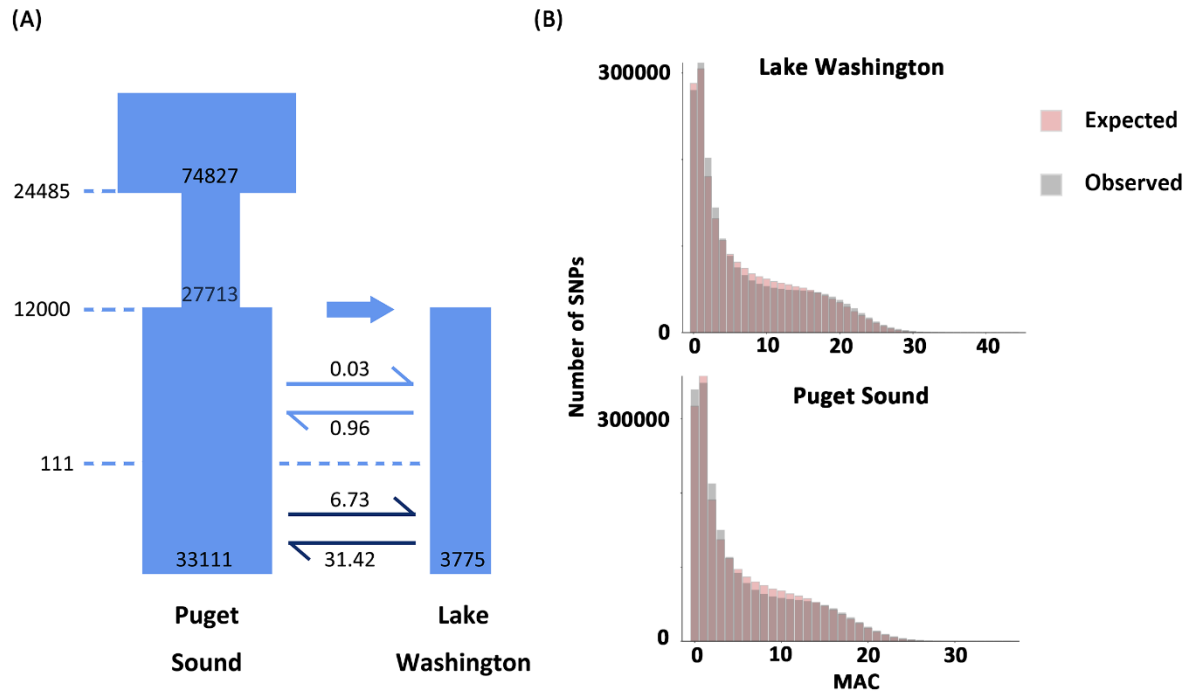 (A)
74827
24485
27713
12000
0.03
0.96
111
6.73
31.42
33111
3775
Puget
Sound
Lake
Washington
(B)
300000
Lake Washington
Expected
Observed
0
0
10
20
30
40
Number of SNPs
Puget Sound
300000
0
0
10
20
30
MAC